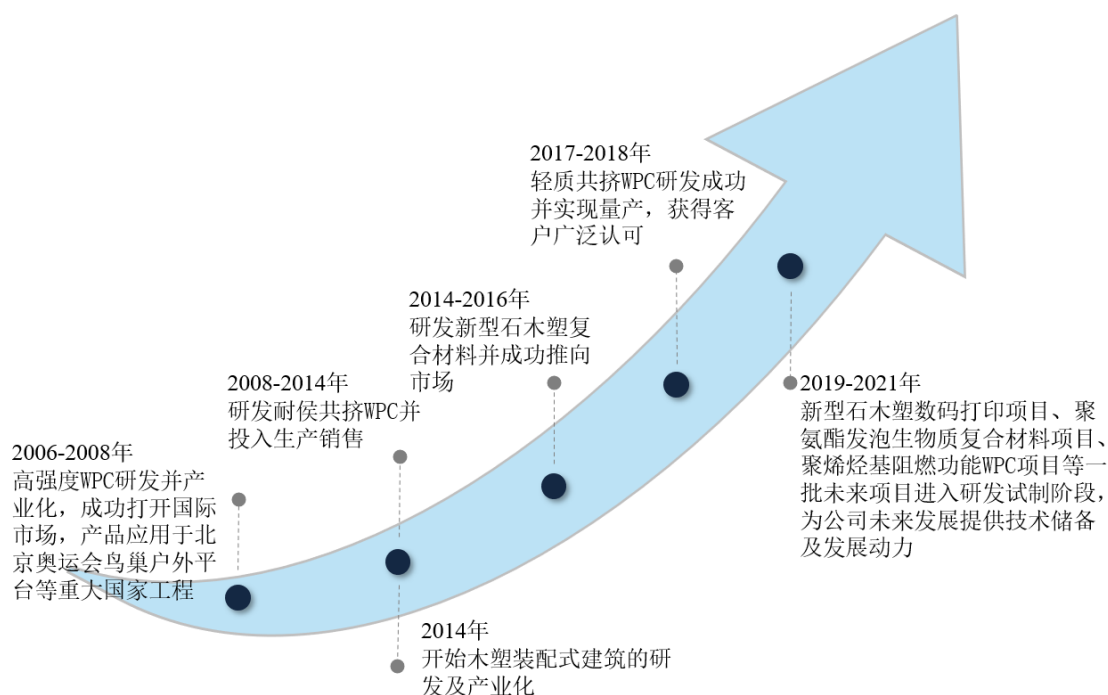 2017-2018年
轻质共挤WPC研发成功
并实现量产，获得客
户广泛认可
2014-2016年
研发新型石木塑复
合材料并成功推向
市场
2008-2014年
研发耐侯共挤WPC并
投入生产销售
2006-2008年
高强度WPC研发并产
业化，成功打开国际
市场，产品应用于北
京奥运会鸟巢户外平
台等重大国家工程
2019-2021年
新型石木塑数码打印项目、聚
氨酯发泡生物质复合材料项目、
聚烯烃基阻燃功能WPC项目等一
批未来项目进入研发试制阶段，
为公司未来发展提供技术储备
及发展动力
2014年
开始木塑装配式建筑的研
发及产业化